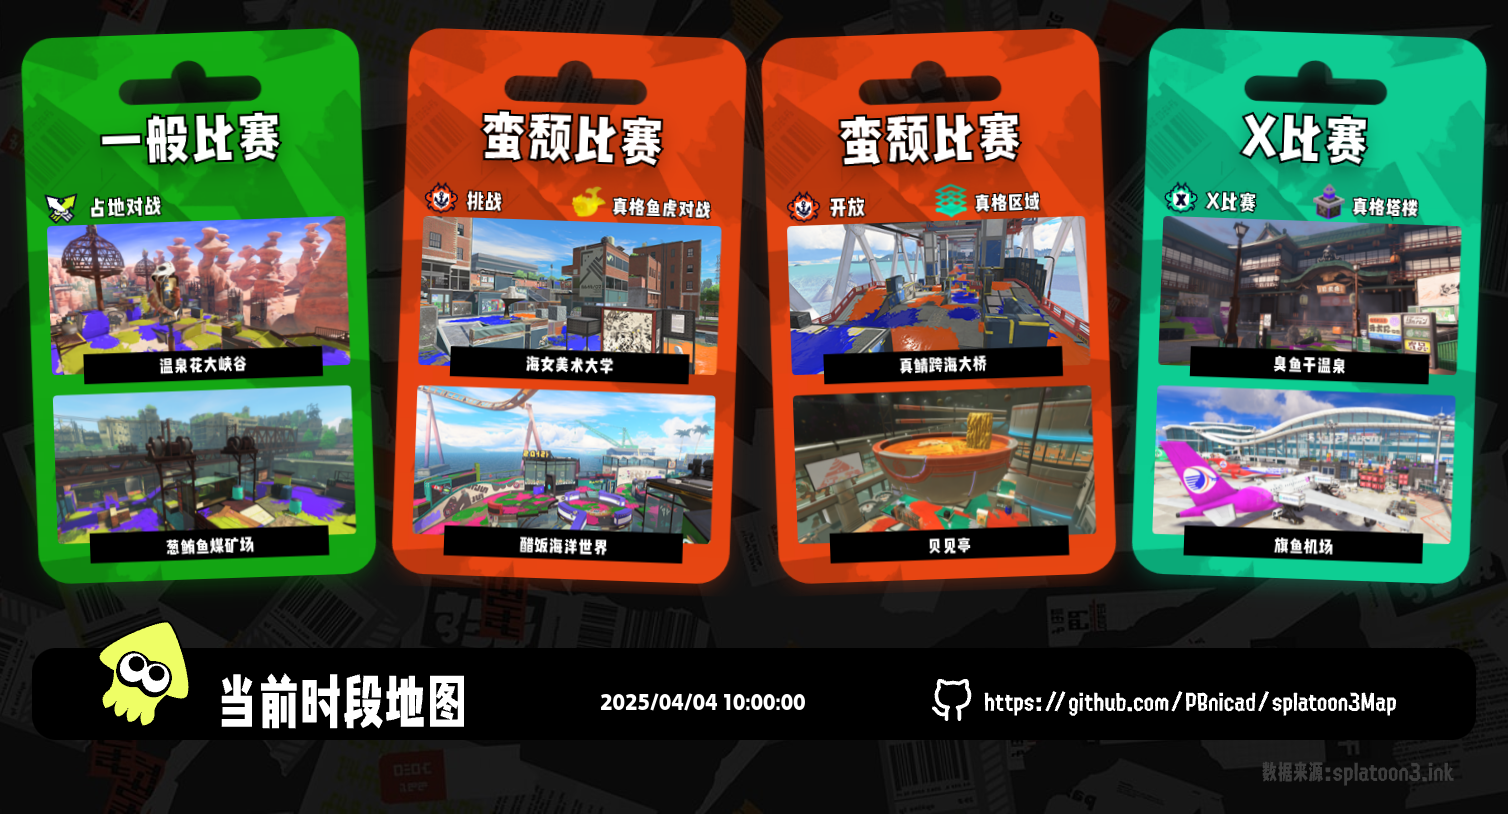 一般比赛
占地对战
温泉花大峡谷
葱鲔鱼煤矿场
蛮颓比赛
挑战
真格鱼虎对战
海女美术大学
醋饭海洋世界
蛮颓比赛
开放
真格区域
真鲭跨海大桥
贝见亭
X比赛
X比赛
真格塔楼
臭鱼干温泉
旗鱼机场
当前时段地图
2025/04/04 10:00:00
https://github.com/PBnicad/splatoon3Map
数据来源:splatoon3.ink